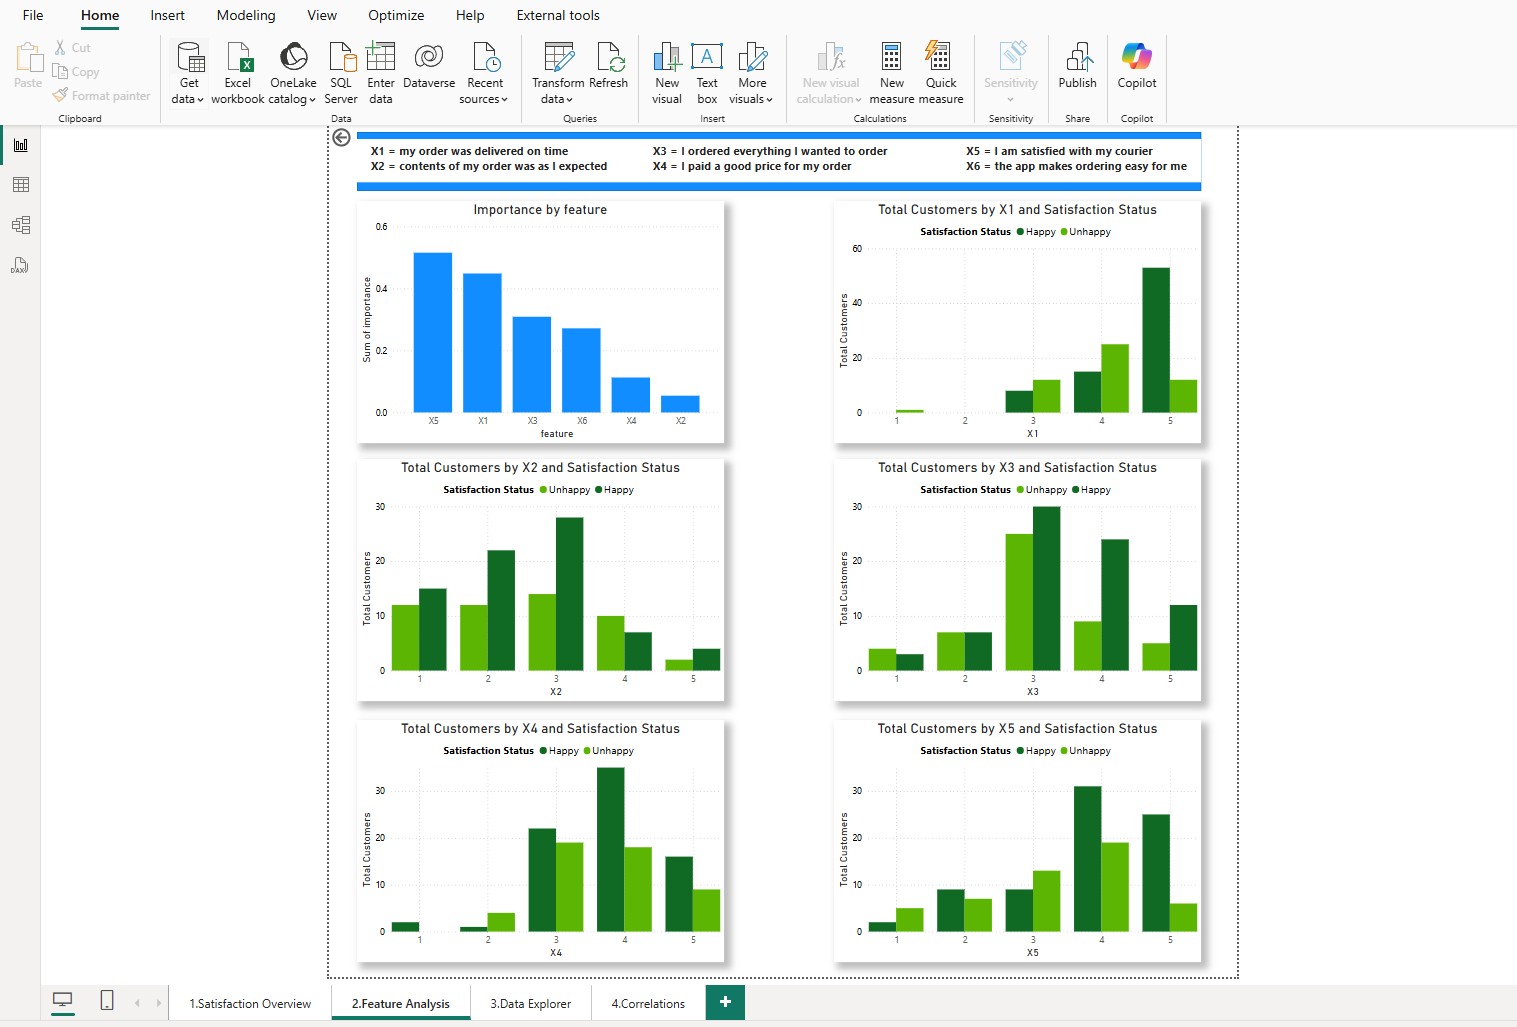 File Home Insert Modeling View Optimize Help External tools
Paste
Cut
Copy
Format painter
Clipboard
Get data
Excel workbook
OneLake catalog
SQL Server
Enter data
Dataverse
Recent sources
Data
Transform data
Refresh
Queries
New visual
Text box
More visuals
Insert
New visual calculation
New measure
Quick measure
Calculations
Sensitivity
Sensitivity
Publish
Share
Copilot
Copilot
X1 = my order was delivered on time
X2 = contents of my order was as I expected
X3 = I ordered everything I wanted to order
X4 = I paid a good price for my order
X5 = I am satisfied with my courier
X6 = the app makes ordering easy for me
Importance by feature
Sum of importance
0.6
0.4
0.2
0.0
X5 X1 X3 X6 X4 X2
feature
Total Customers by X1 and Satisfaction Status
Satisfaction Status Happy Unhappy
Total Customers
60
40
20
0
1 2 3 4 5
X1
Total Customers by X2 and Satisfaction Status
Satisfaction Status Unhappy Happy
Total Customers
30
20
10
0
1 2 3 4 5
X2
Total Customers by X3 and Satisfaction Status
Satisfaction Status Unhappy Happy
Total Customers
30
20
10
0
1 2 3 4 5
X3
Total Customers by X4 and Satisfaction Status
Satisfaction Status Happy Unhappy
Total Customers
30
20
10
0
1 2 3 4 5
X4
Total Customers by X5 and Satisfaction Status
Satisfaction Status Happy Unhappy
Total Customers
30
20
10
0
1 2 3 4 5
X5
DAX
1.Satisfaction Overview 2.Feature Analysis 3.Data Explorer 4.Correlations +